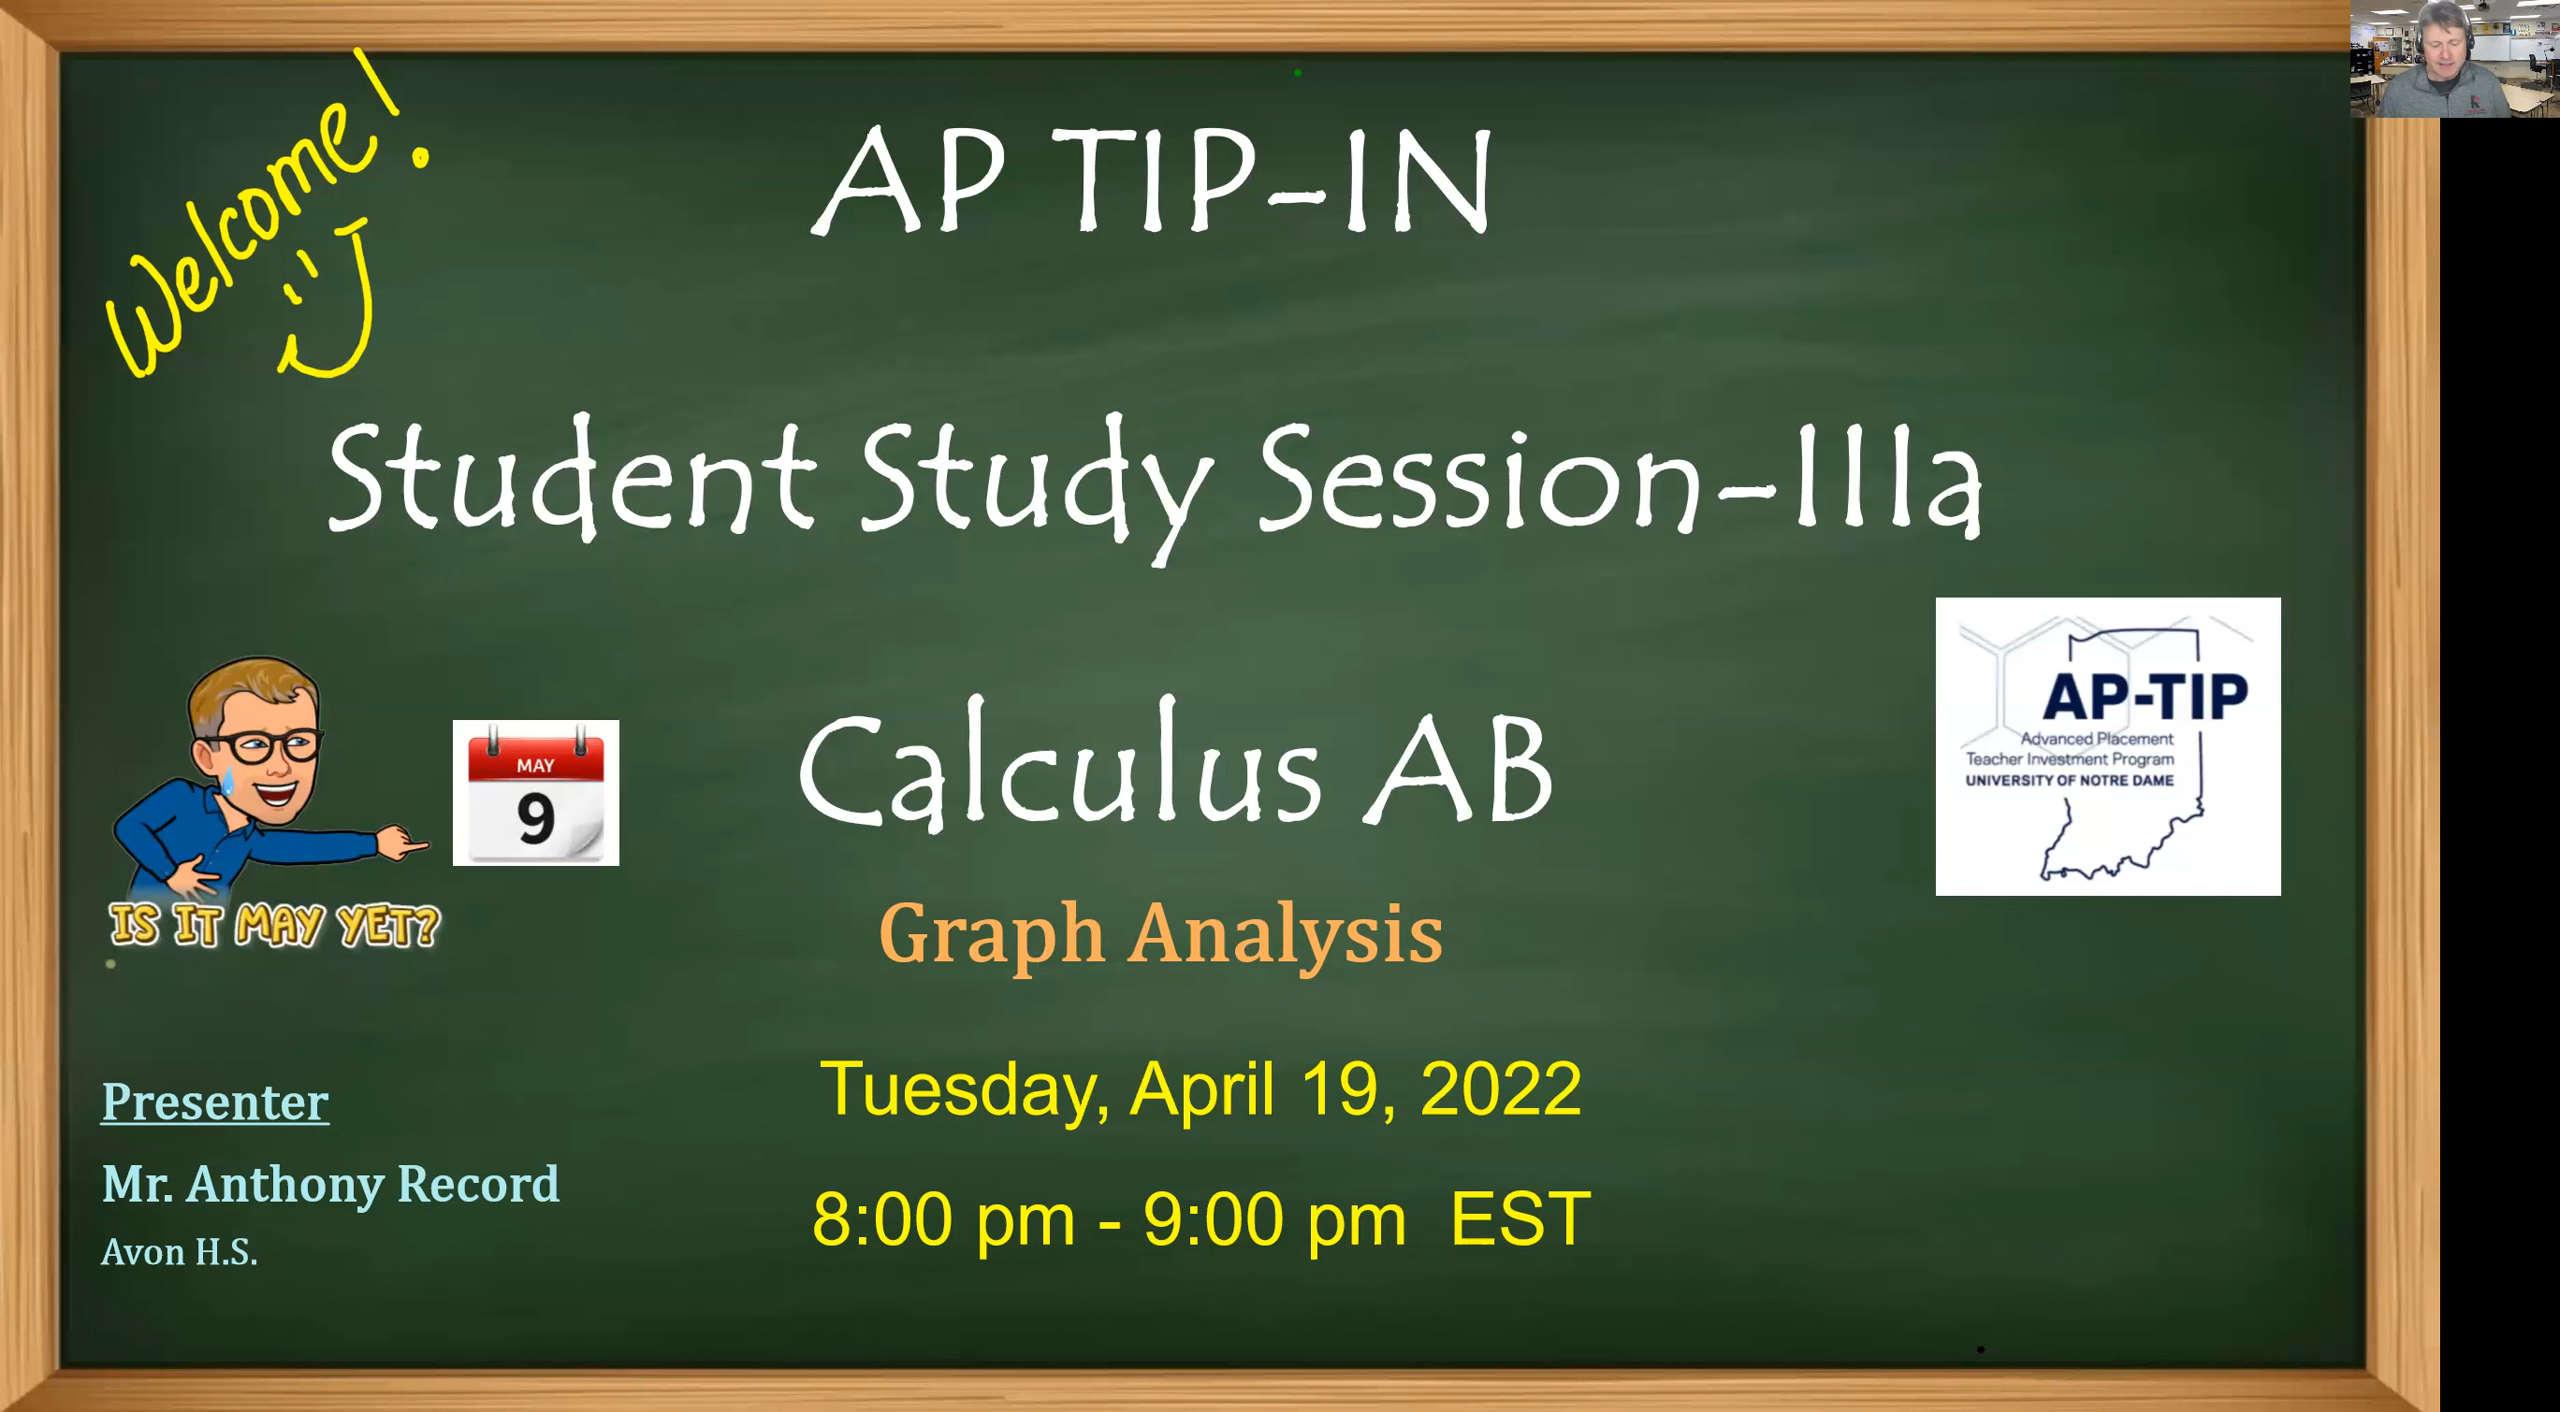 Welcome!
AP TIP-IN
Student Study Session-IIIa
Calculus AB
Graph Analysis
Tuesday, April 19, 2022
8:00 pm - 9:00 pm EST
IS IT MAY YET?
MAY
9
AP-TIP
Advanced Placement
Teacher Investment Program
UNIVERSITY OF NOTRE DAME
Presenter
Mr. Anthony Record
Avon H.S.